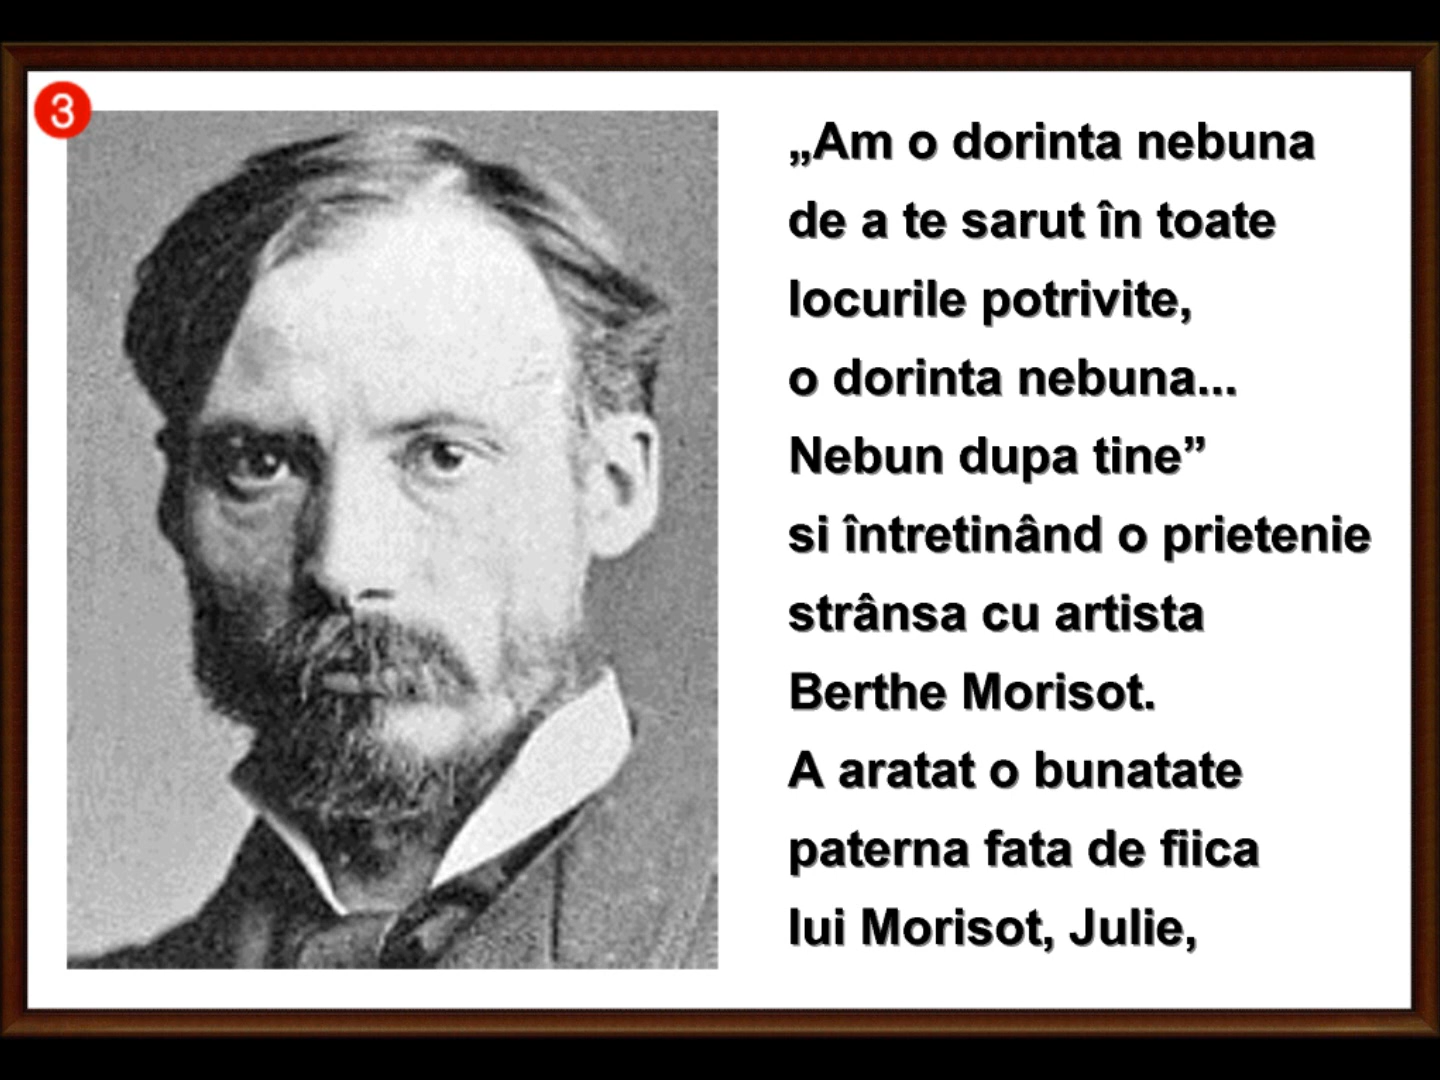 3
„Am o dorinta nebuna
de a te sarut în toate
locurile potrivite,
o dorinta nebuna...
Nebun dupa tine”
si întretinând o prietenie
strânsa cu artista
Berthe Morisot.
A aratat o bunatate
paterna fata de fiica
lui Morisot, Julie,